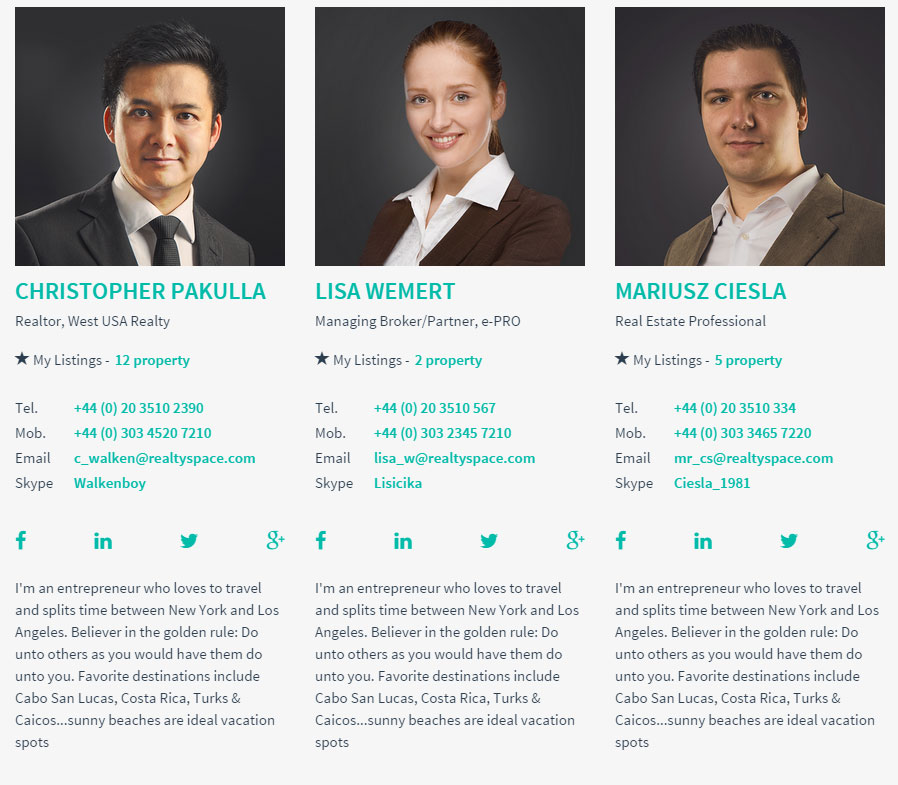 CHRISTOPHER PAKULLA
Realtor, West USA Realty
My Listings - 12 property
Tel. +44 (0) 20 3510 2390
Mob. +44 (0) 303 4520 7210
Email c_walken@realtyspace.com
Skype Walkenboy
f in g+
I'm an entrepreneur who loves to travel
and splits time between New York and Los
Angeles. Believer in the golden rule: Do
unto others as you would have them do
unto you. Favorite destinations include
Cabo San Lucas, Costa Rica, Turks &
Caicos...sunny beaches are ideal vacation
spots
LISA WEMERT
Managing Broker/Partner, e-PRO
My Listings - 2 property
Tel. +44 (0) 20 3510 567
Mob. +44 (0) 303 2345 7210
Email lisa_w@realtyspace.com
Skype Lisicika
f in g+
I'm an entrepreneur who loves to travel
and splits time between New York and Los
Angeles. Believer in the golden rule: Do
unto others as you would have them do
unto you. Favorite destinations include
Cabo San Lucas, Costa Rica, Turks &
Caicos...sunny beaches are ideal vacation
spots
MARIUSZ CIESLA
Real Estate Professional
My Listings - 5 property
Tel. +44 (0) 20 3510 334
Mob. +44 (0) 303 3465 7220
Email mr_cs@realtyspace.com
Skype Ciesla_1981
f in g+
I'm an entrepreneur who loves to travel
and splits time between New York and Los
Angeles. Believer in the golden rule: Do
unto others as you would have them do
unto you. Favorite destinations include
Cabo San Lucas, Costa Rica, Turks &
Caicos...sunny beaches are ideal vacation
spots